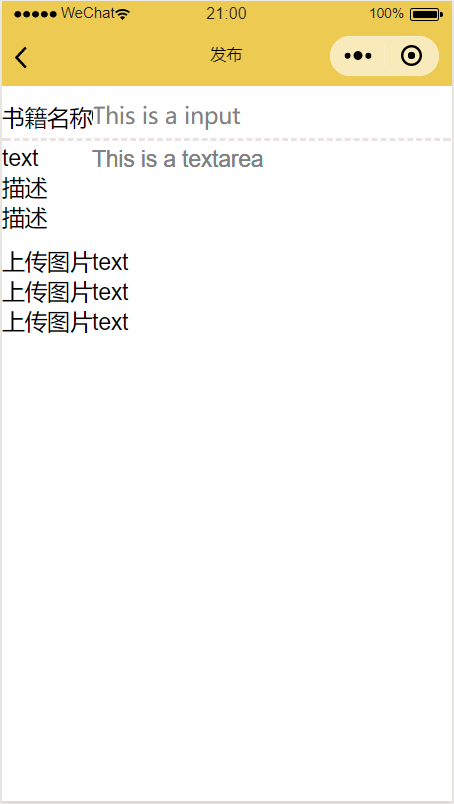 WeChat 21:00 100%
发布
书籍名称 This is a input
text This is a textarea
描述
描述
上传图片text
上传图片text
上传图片text